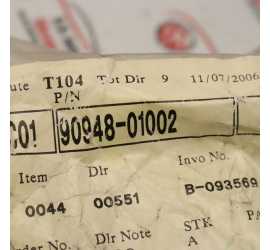 ute T104 Tot Dir 9 11/07/2006
P/N
C01 90948-01002
Item Dlr Invo No.
0044 00551 B-093569
No. Dlr Note STK
A